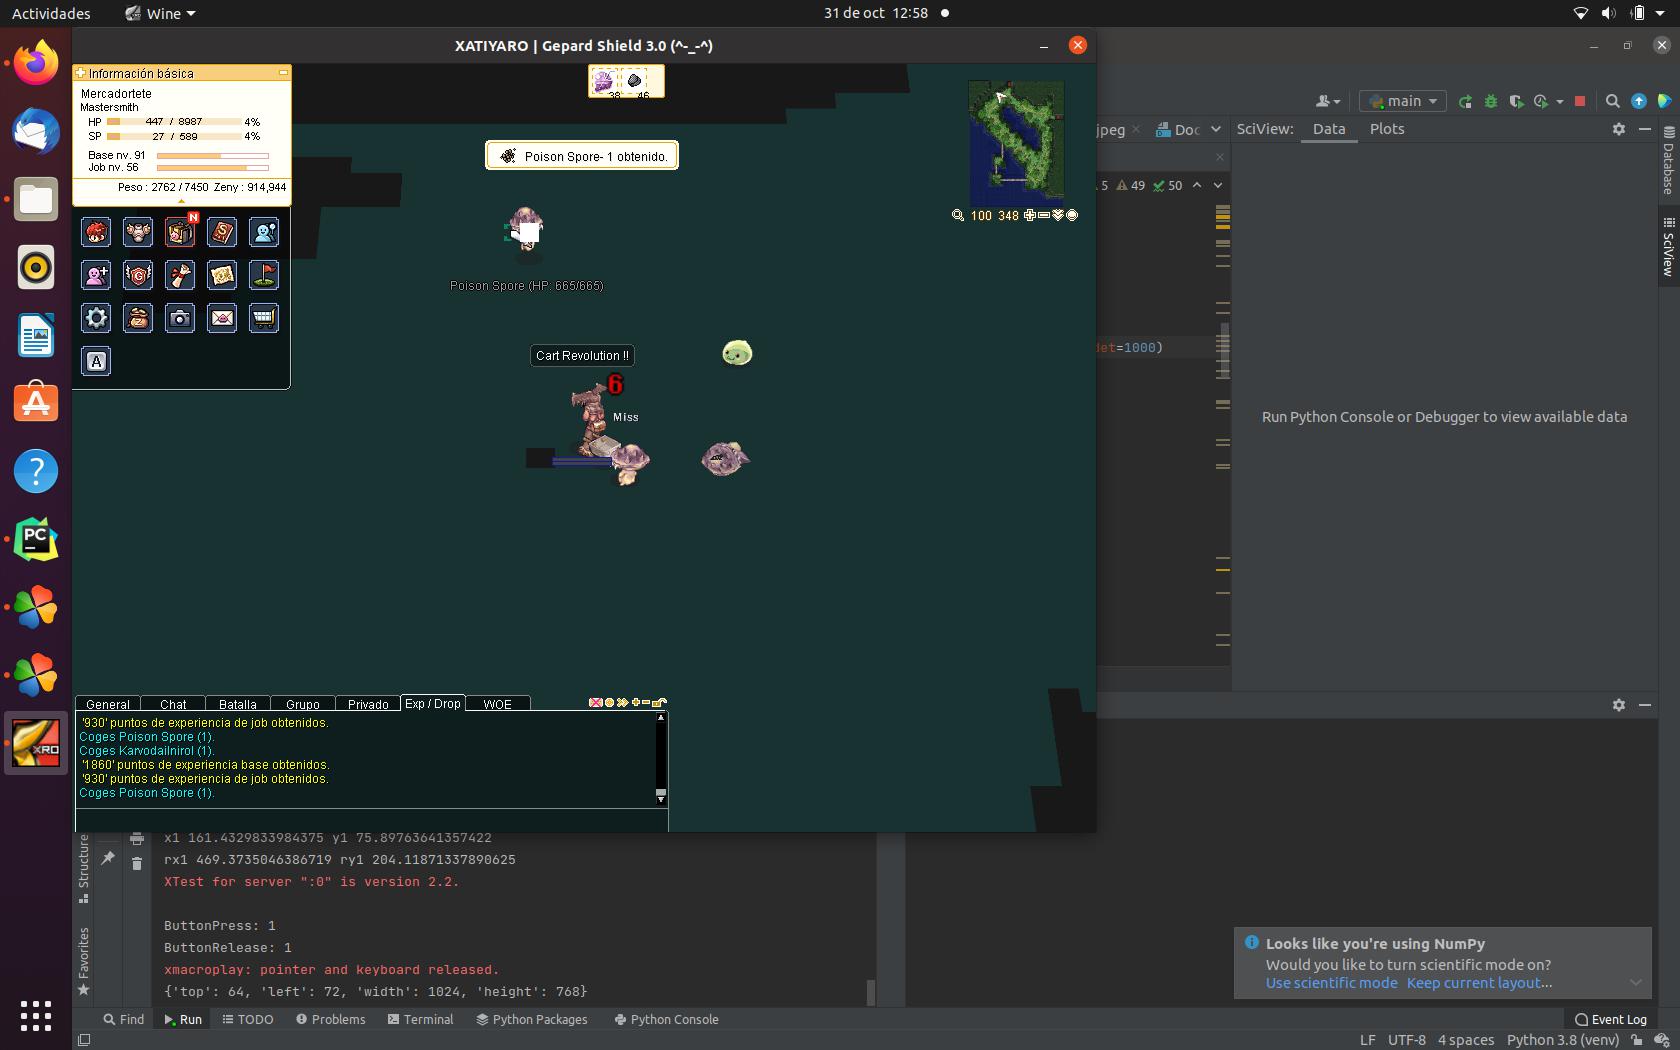 Actividades
Wine
31 de oct 12:58
XATIYARO | Gepard Shield 3.0 (^-_-^)
Información básica
Mercadortete
Mastersmith
HP 447 / 8987 4%
SP 27 / 589 4%
Base nv. 91
Job nv. 56
Peso : 2762 / 7450 Zeny : 914,944
N
S
G
A
38 46
Poison Spore- 1 obtenido.
100 348
Poison Spore (HP: 665/665)
Cart Revolution !!
6
Miss
General Chat Batalla Grupo Privado Exp / Drop WOE
'930' puntos de experiencia de job obtenidos.
Coges Poison Spore (1).
Coges Karvodailnirol (1).
'1860' puntos de experiencia base obtenidos.
'930' puntos de experiencia de job obtenidos.
Coges Poison Spore (1).
main
jpeg
Doc
SciView: Data Plots
5 49 50
det=1000)
Run Python Console or Debugger to view available data
Database
SciView
PC
XRO
Structure
Favorites
x1 161.4329833984375 y1 75.89763641357422
rx1 469.3735046386719 ry1 204.11871337890625
XTest for server ":0" is version 2.2.
ButtonPress: 1
ButtonRelease: 1
xmacroplay: pointer and keyboard released.
{'top': 64, 'left': 72, 'width': 1024, 'height': 768}
Looks like you're using NumPy
Would you like to turn scientific mode on?
Use scientific mode Keep current layout...
Find Run TODO Problems Terminal Python Packages Python Console
Event Log
LF UTF-8 4 spaces Python 3.8 (venv)